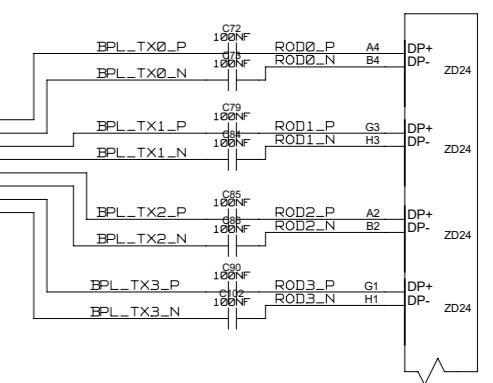 C72
100NF
BPL_TX0_P ROD0_P A4 DP+
C73
100NF
BPL_TX0_N ROD0_N B4 DP-
ZD24
C79
100NF
BPL_TX1_P ROD1_P G3 DP+
C84
100NF
BPL_TX1_N ROD1_N H3 DP-
ZD24
C85
100NF
BPL_TX2_P ROD2_P A2 DP+
C86
100NF
BPL_TX2_N ROD2_N B2 DP-
ZD24
C90
100NF
BPL_TX3_P ROD3_P G1 DP+
C102
100NF
BPL_TX3_N ROD3_N H1 DP-
ZD24